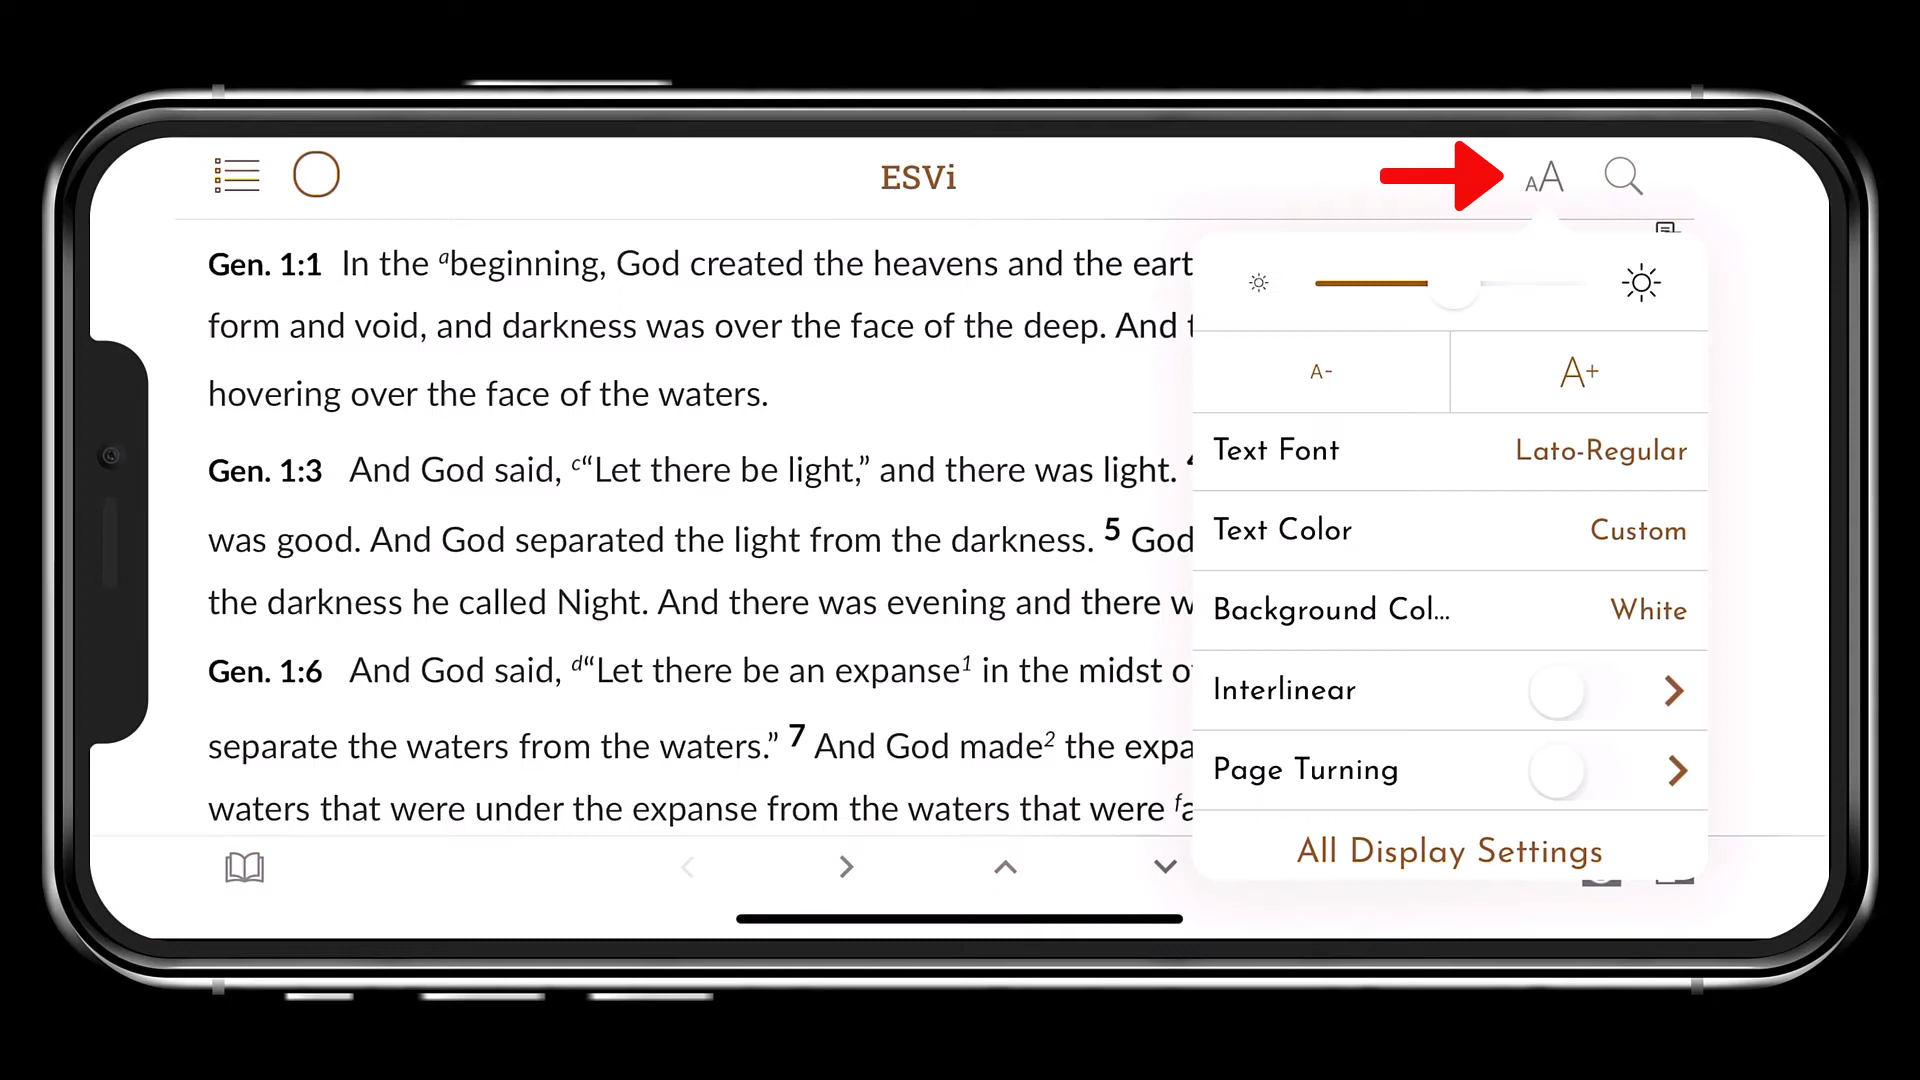 ESVi
AA
Gen. 1:1 In the abeginning, God created the heavens and the eart
form and void, and darkness was over the face of the deep. And t
hovering over the face of the waters.
Gen. 1:3 And God said, c“Let there be light,” and there was light. 4
was good. And God separated the light from the darkness. 5 God
the darkness he called Night. And there was evening and there w
Gen. 1:6 And God said, d“Let there be an expanse1 in the midst o
separate the waters from the waters.” 7 And God made2 the expa
waters that were under the expanse from the waters that were fa
A- A+
Text Font Lato-Regular
Text Color Custom
Background Col... White
Interlinear
Page Turning
All Display Settings